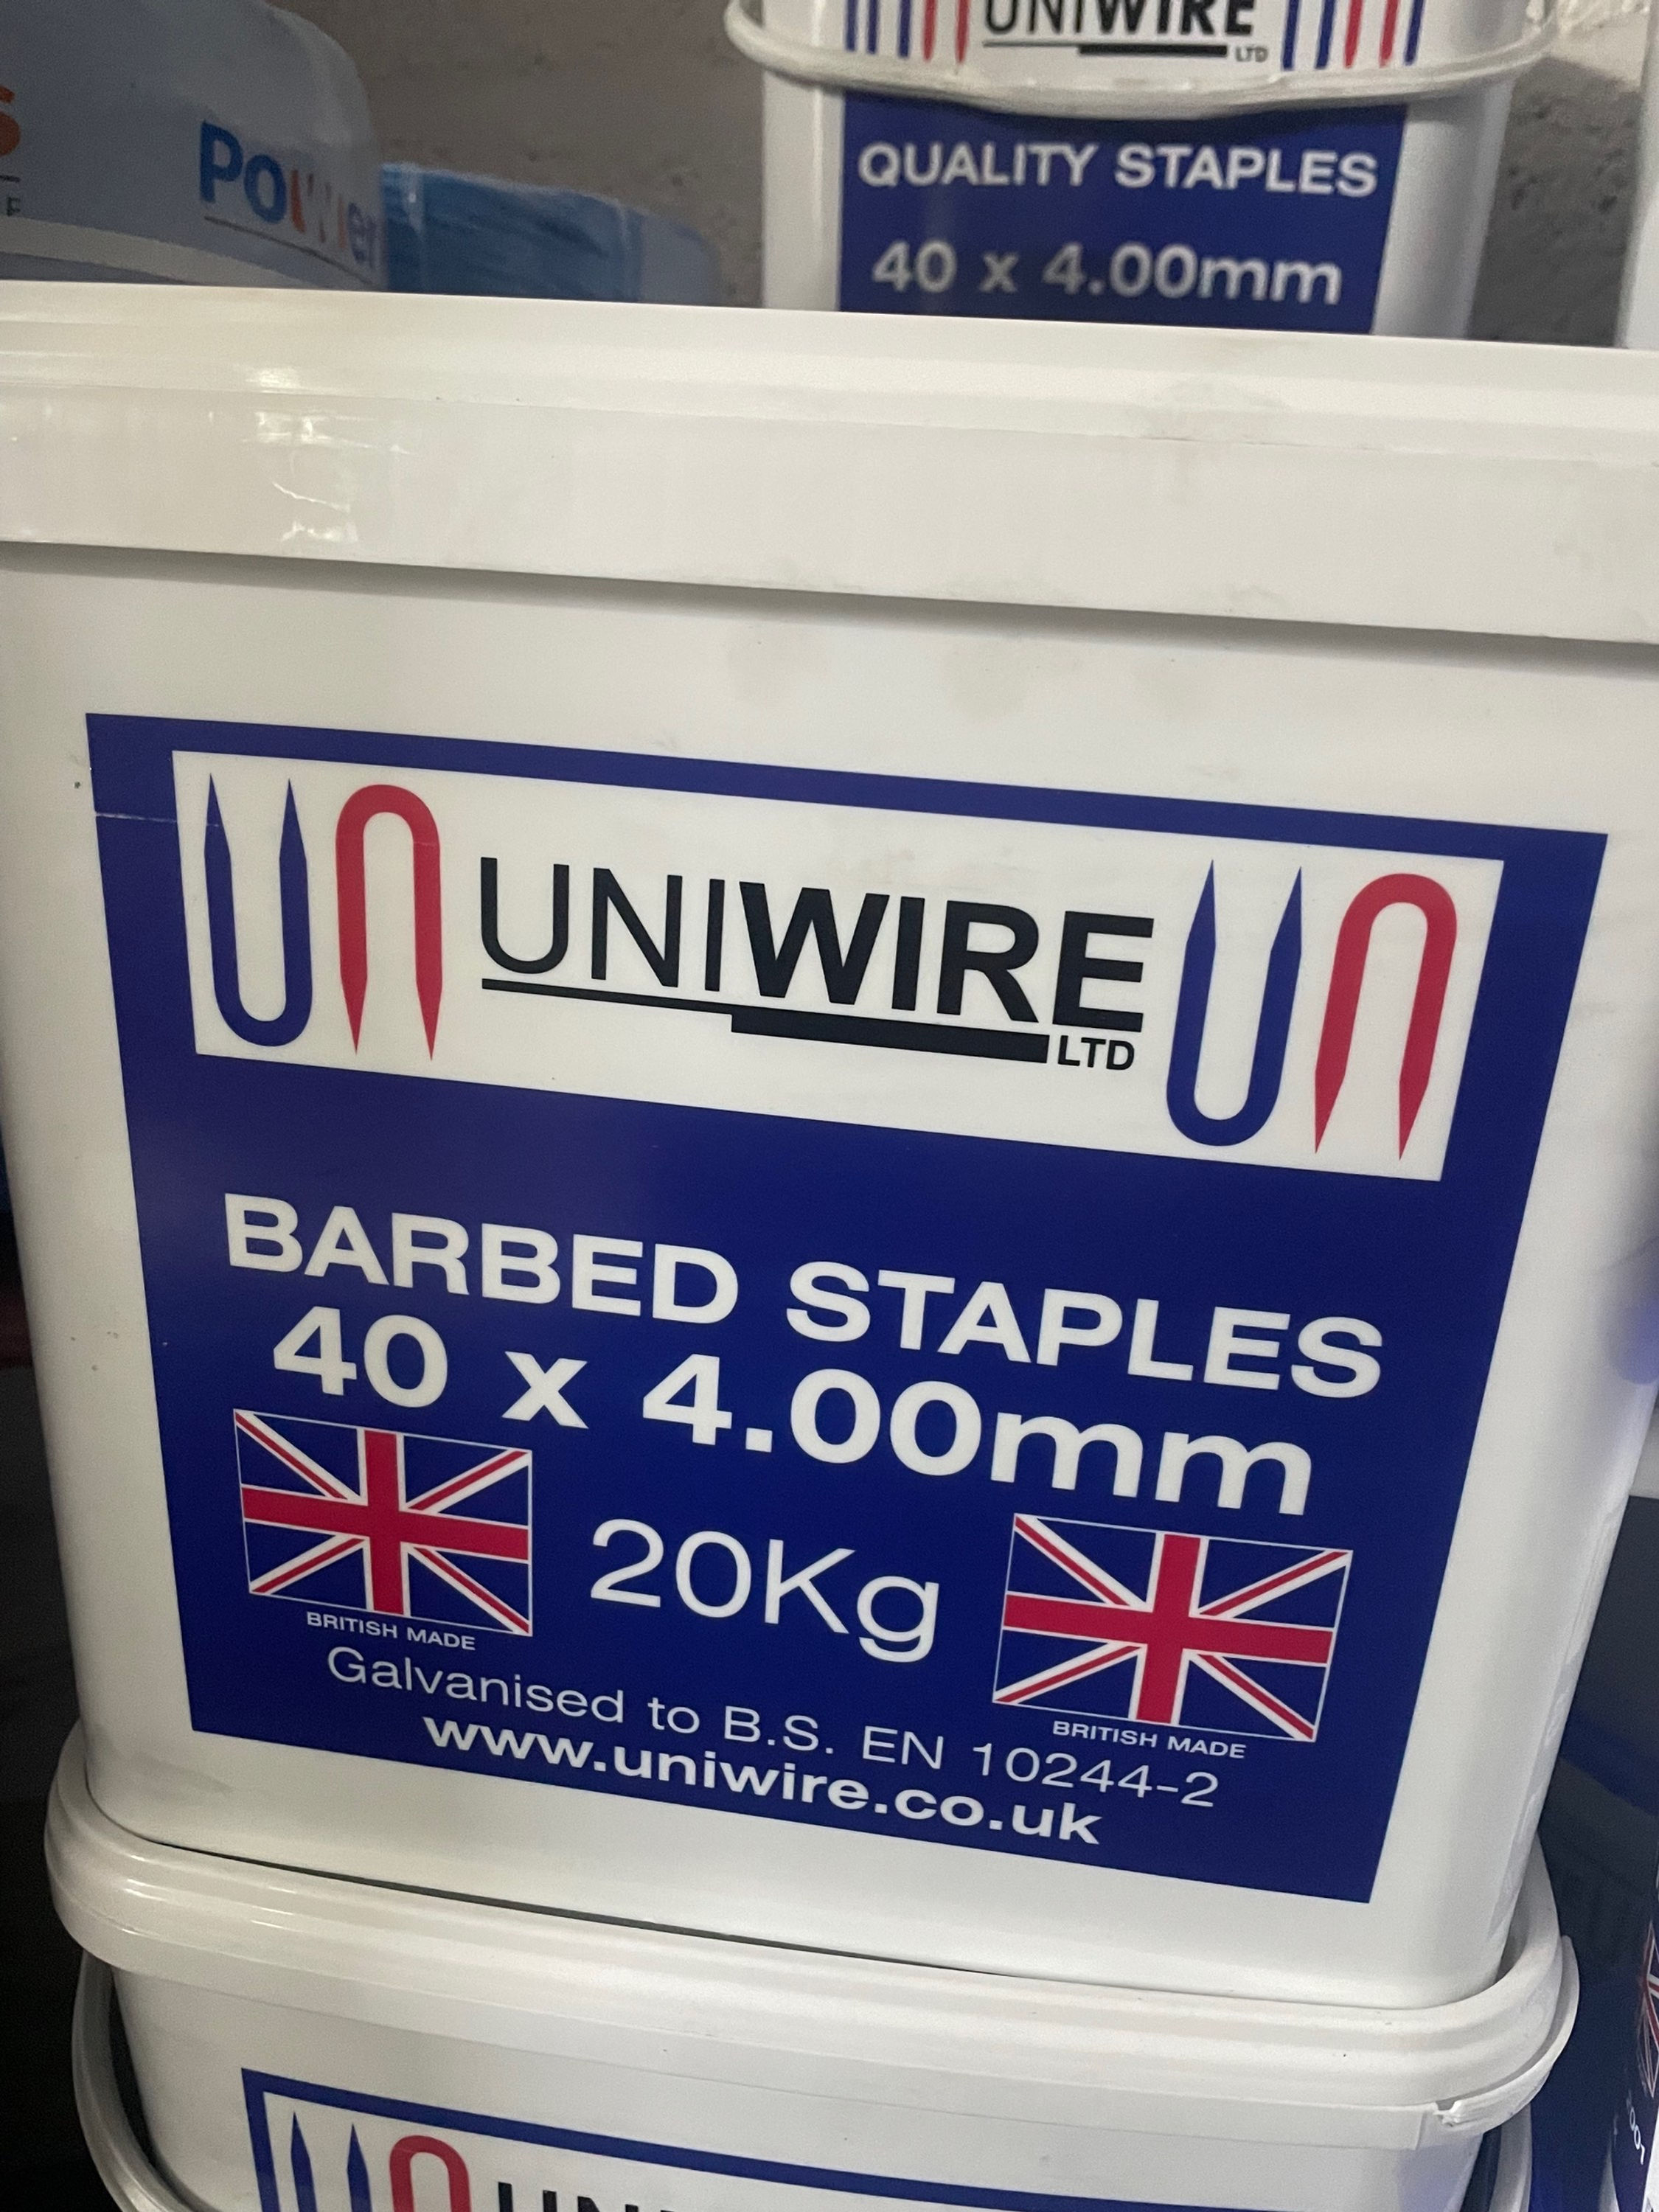 UNIWIRE
LTD
QUALITY STAPLES
40 x 4.00mm
Power
UNIWIRE
LTD
BARBED STAPLES
40 x 4.00mm
20Kg
BRITISH MADE
BRITISH MADE
Galvanised to B.S. EN 10244-2
www.uniwire.co.uk